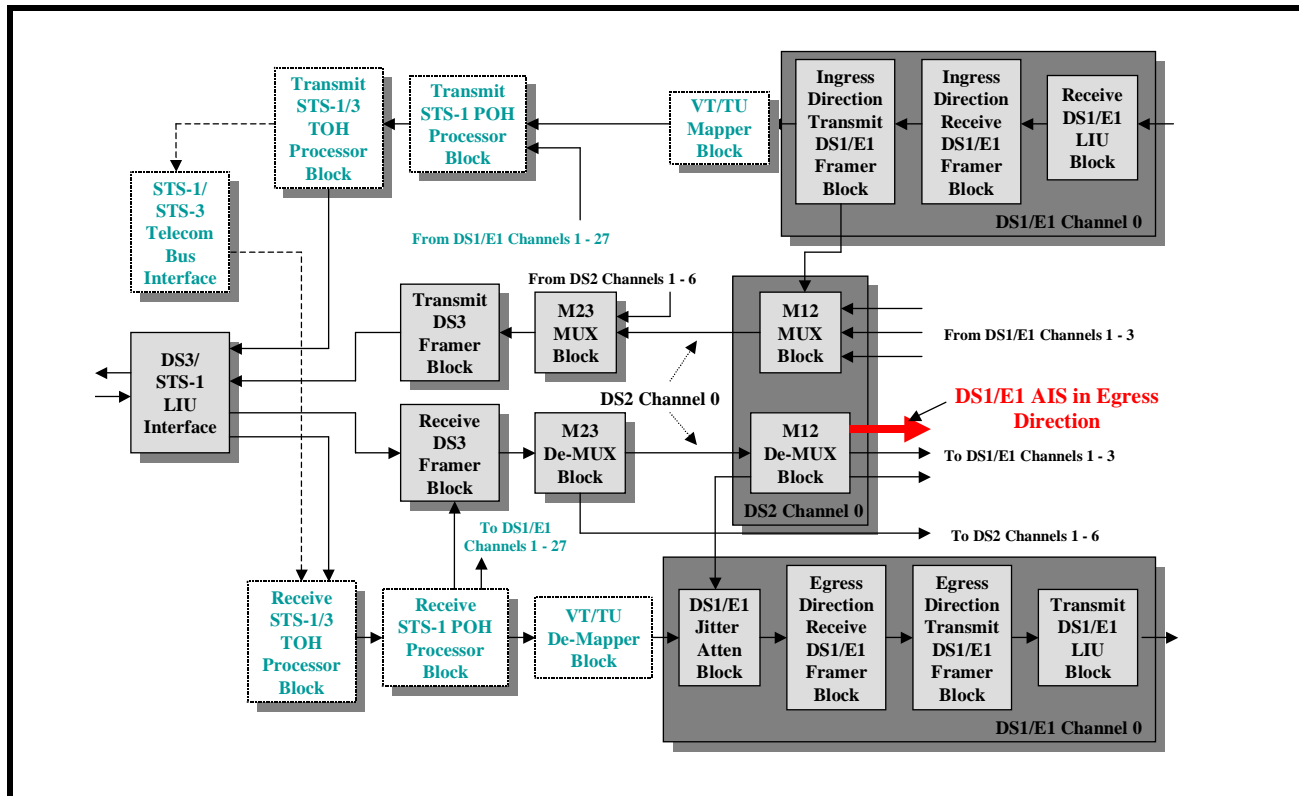 Transmit
STS-1/3
TOH
Processor
Block
Transmit
STS-1 POH
Processor
Block
VT/TU
Mapper
Block
Ingress
Direction
Transmit
DS1/E1
Framer
Block
Ingress
Direction
Receive
DS1/E1
Framer
Block
Receive
DS1/E1
LIU
Block
DS1/E1 Channel 0
STS-1/
STS-3
Telecom
Bus
Interface
From DS1/E1 Channels 1 - 27
From DS2 Channels 1 - 6
Transmit
DS3
Framer
Block
M23
MUX
Block
M12
MUX
Block
From DS1/E1 Channels 1 - 3
DS3/
STS-1
LIU
Interface
DS2 Channel 0
DS1/E1 AIS in Egress
Direction
Receive
DS3
Framer
Block
M23
De-MUX
Block
M12
De-MUX
Block
To DS1/E1 Channels 1 - 3
DS2 Channel 0
To DS1/E1
Channels 1 - 27
To DS2 Channels 1 - 6
Receive
STS-1/3
TOH
Processor
Block
Receive
STS-1 POH
Processor
Block
VT/TU
De-Mapper
Block
DS1/E1
Jitter
Atten
Block
Egress
Direction
Receive
DS1/E1
Framer
Block
Egress
Direction
Transmit
DS1/E1
Framer
Block
Transmit
DS1/E1
LIU
Block
DS1/E1 Channel 0